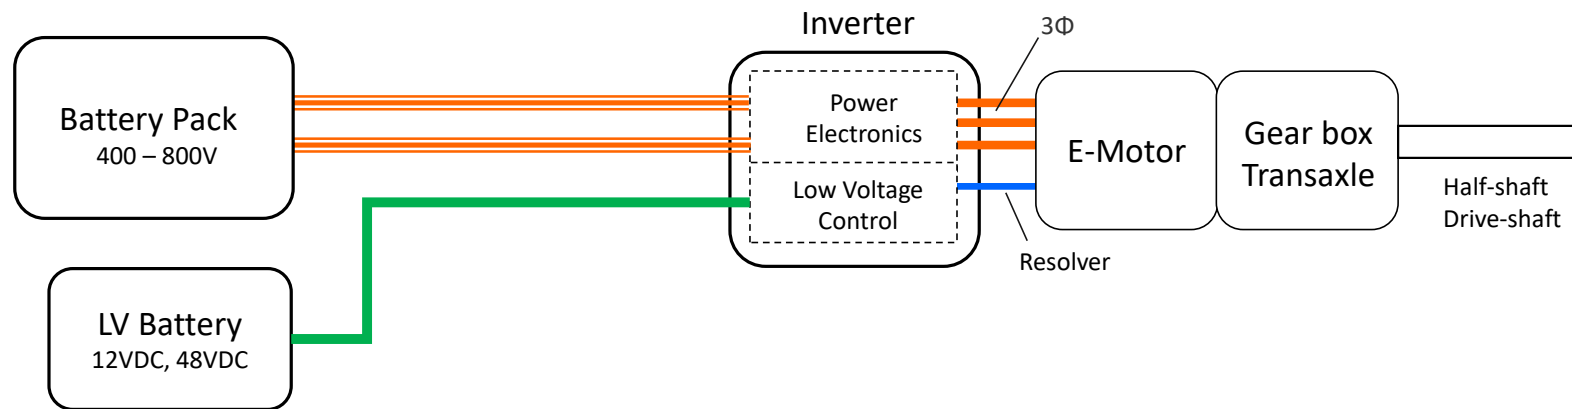 Inverter
3Φ
Battery Pack
400 – 800V
Power
Electronics
E-Motor
Gear box
Transaxle
Low Voltage
Control
Half-shaft
Drive-shaft
Resolver
LV Battery
12VDC, 48VDC